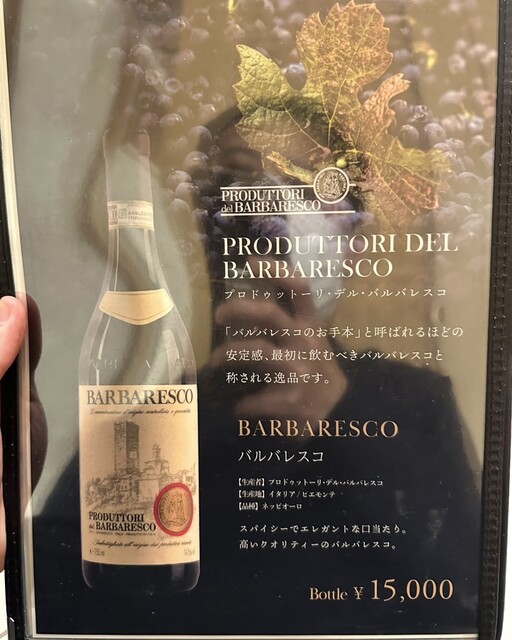 PRODUTTORI
del BARBARESCO
PRODUTTORI DEL
BARBARESCO
プロドゥットーリ・デル・バルバレスコ
「バルバレスコのお手本」と呼ばれるほどの
安定感、最初に飲むべきバルバレスコと
称される逸品です。
BARBARESCO
バルバレスコ
【生産者】プロドゥットーリ・デル・バルバレスコ
【生産地】イタリア/ピエモンテ
【品種】ネッビオーロ
スパイシーでエレガントな口当たり。
高いクオリティーのバルバレスコ。
Bottle ¥ 15,000
BARBARESCO
PRODUTTORI
del BARBARESCO